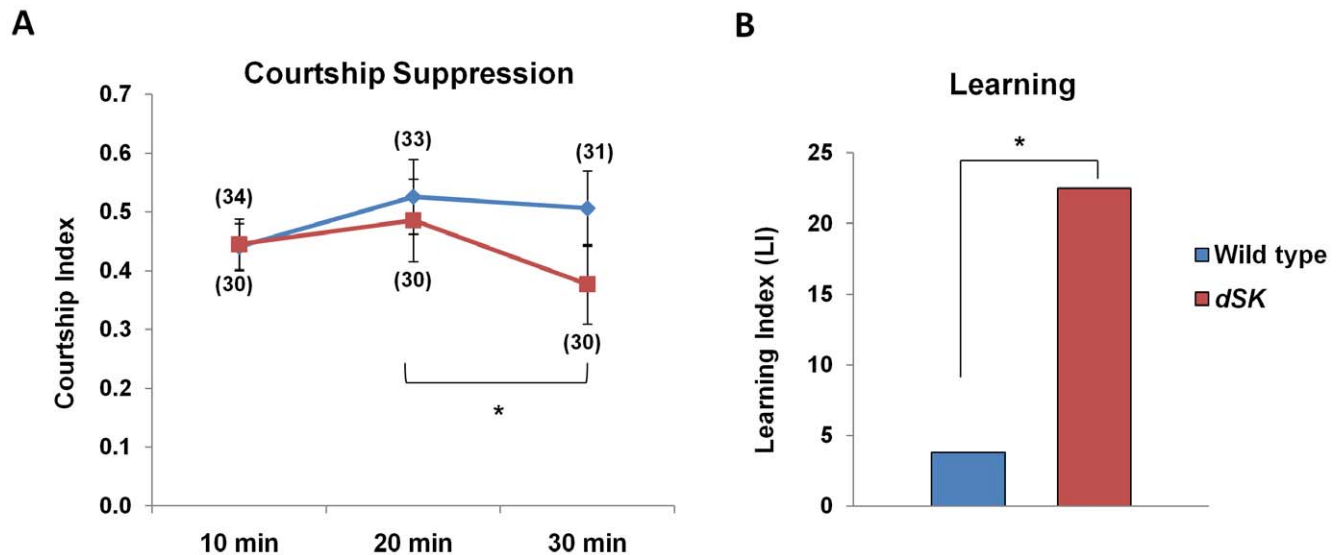 A
Courtship Suppression
Courtship Index
0.7
0.6
0.5
0.4
0.3
0.2
0.1
0.0
(34)
(33)
(31)
(30)
(30)
(30)
*
10 min
20 min
30 min
B
Learning
*
Learning Index (LI)
25
20
15
10
5
0
Wild type
dSK